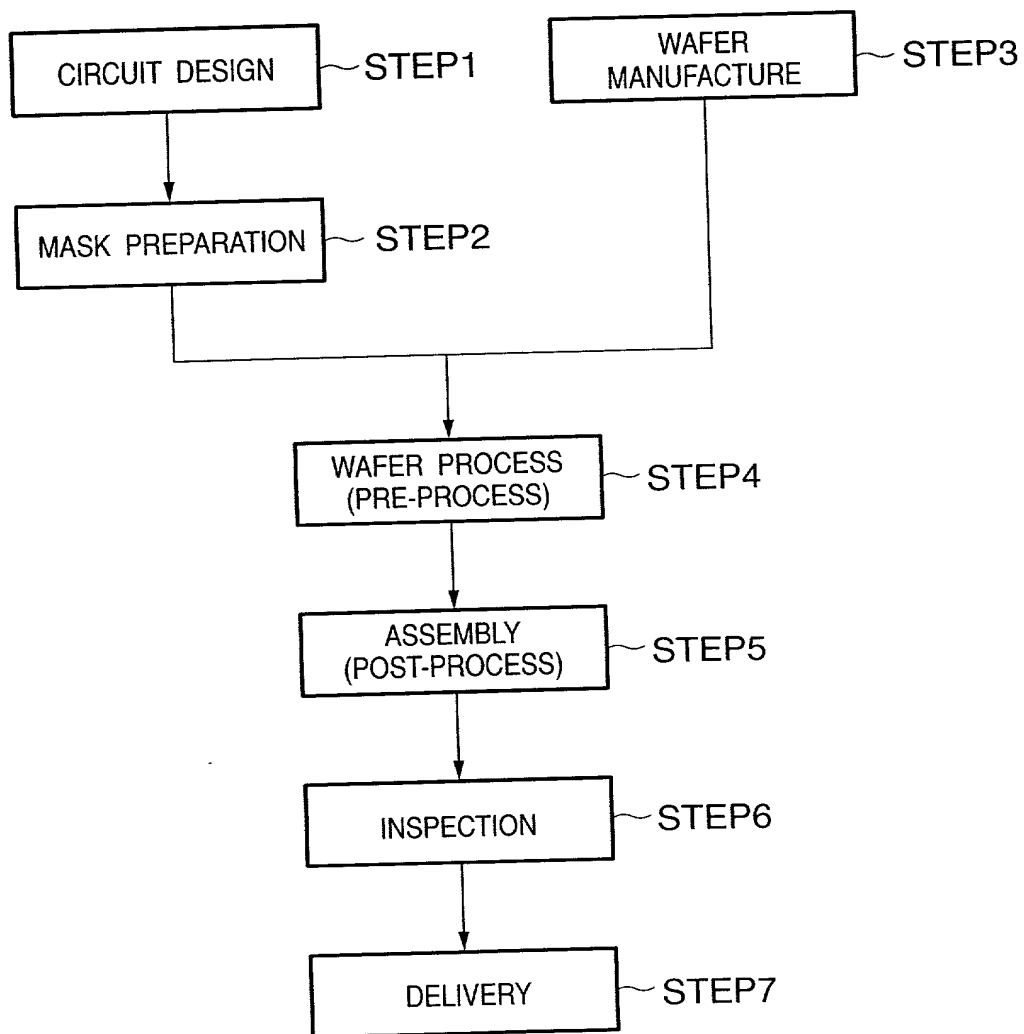 CIRCUIT DESIGN
STEP1
WAFER
MANUFACTURE
STEP3
MASK PREPARATION
STEP2
WAFER PROCESS
(PRE-PROCESS)
STEP4
ASSEMBLY
(POST-PROCESS)
STEP5
INSPECTION
STEP6
DELIVERY
STEP7